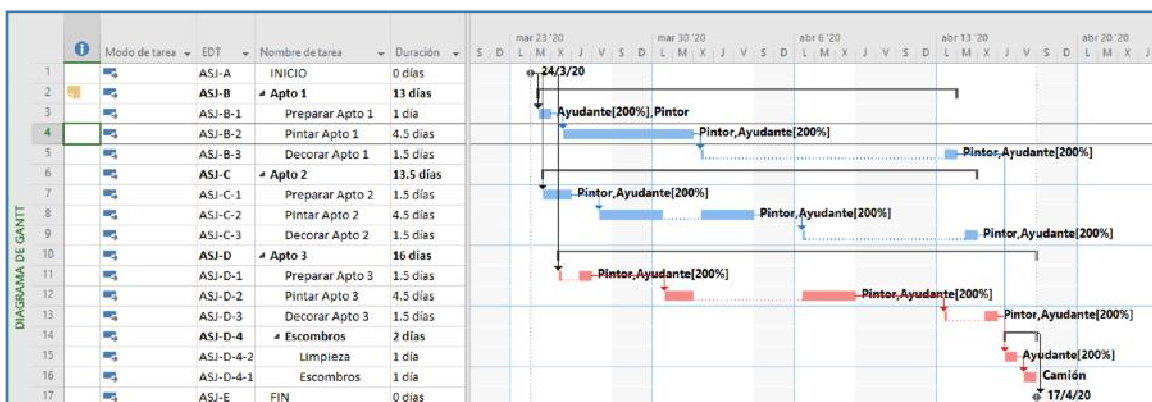 mar 23 '20 mar 30 '20 abr 6 '20 abr 13 '20 abr 20 '20
Modo de tarea EDT Nombre de tarea Duración S D L M X J V S D L M X J V S D L M X J V S D L M X J V S D L M X J
1 ASJ-A INICIO 0 días 24/3/20
2 ASJ-B Apto 1 13 días
3 ASJ-B-1 Preparar Apto 1 1 día Ayudante[200%],Pintor
4 ASJ-B-2 Pintar Apto 1 4.5 días Pintor,Ayudante[200%]
5 ASJ-B-3 Decorar Apto 1 1.5 días Pintor,Ayudante[200%]
6 ASJ-C Apto 2 13.5 días
7 ASJ-C-1 Preparar Apto 2 1.5 días Pintor,Ayudante[200%]
8 ASJ-C-2 Pintar Apto 2 4.5 días Pintor,Ayudante[200%]
9 ASJ-C-3 Decorar Apto 2 1.5 días Pintor,Ayudante[200%]
10 ASJ-D Apto 3 16 días
11 ASJ-D-1 Preparar Apto 3 1.5 días Pintor,Ayudante[200%]
12 ASJ-D-2 Pintar Apto 3 4.5 días Pintor,Ayudante[200%]
13 ASJ-D-3 Decorar Apto 3 1.5 días Pintor,Ayudante[200%]
14 ASJ-D-4 Escombros 2 días
15 ASJ-D-4-2 Limpieza 1 día Ayudante[200%]
16 ASJ-D-4-1 Escombros 1 día Camión
17 ASJ-E FIN 0 días 17/4/20
DIAGRAMA DE GANTT